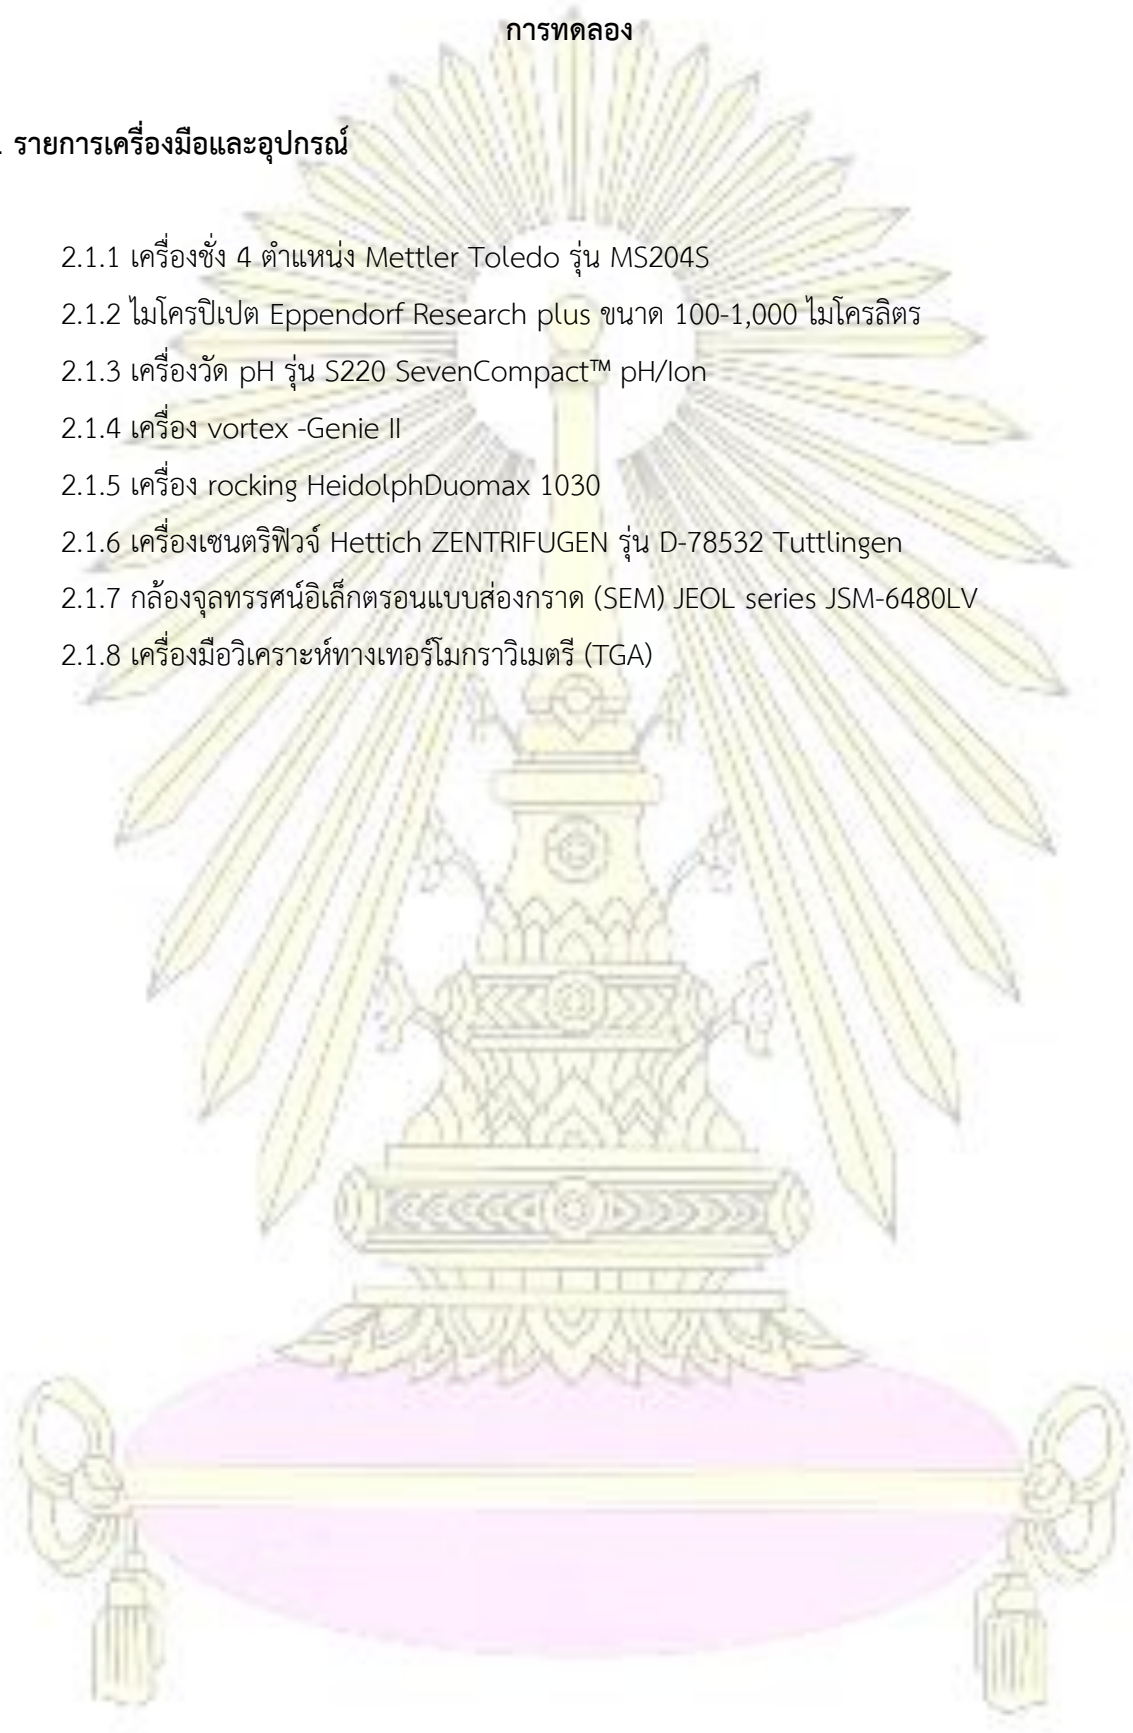 การทดลอง
. รายการเครื่องมือและอุปกรณ์
2.1.1 เครื่องชั่ง 4 ตำแหน่ง Mettler Toledo รุ่น MS204S
2.1.2 ไมโครปิเปต Eppendorf Research plus ขนาด 100-1,000 ไมโครลิตร
2.1.3 เครื่องวัด pH รุ่น S220 SevenCompact™ pH/Ion
2.1.4 เครื่อง vortex -Genie II
2.1.5 เครื่อง rocking HeidolphDuomax 1030
2.1.6 เครื่องเซนตริฟิวจ์ Hettich ZENTRIFUGEN รุ่น D-78532 Tuttlingen
2.1.7 กล้องจุลทรรศน์อิเล็กตรอนแบบส่องกราด (SEM) JEOL series JSM-6480LV
2.1.8 เครื่องมือวิเคราะห์ทางเทอร์โมกราวิเมตรี (TGA)